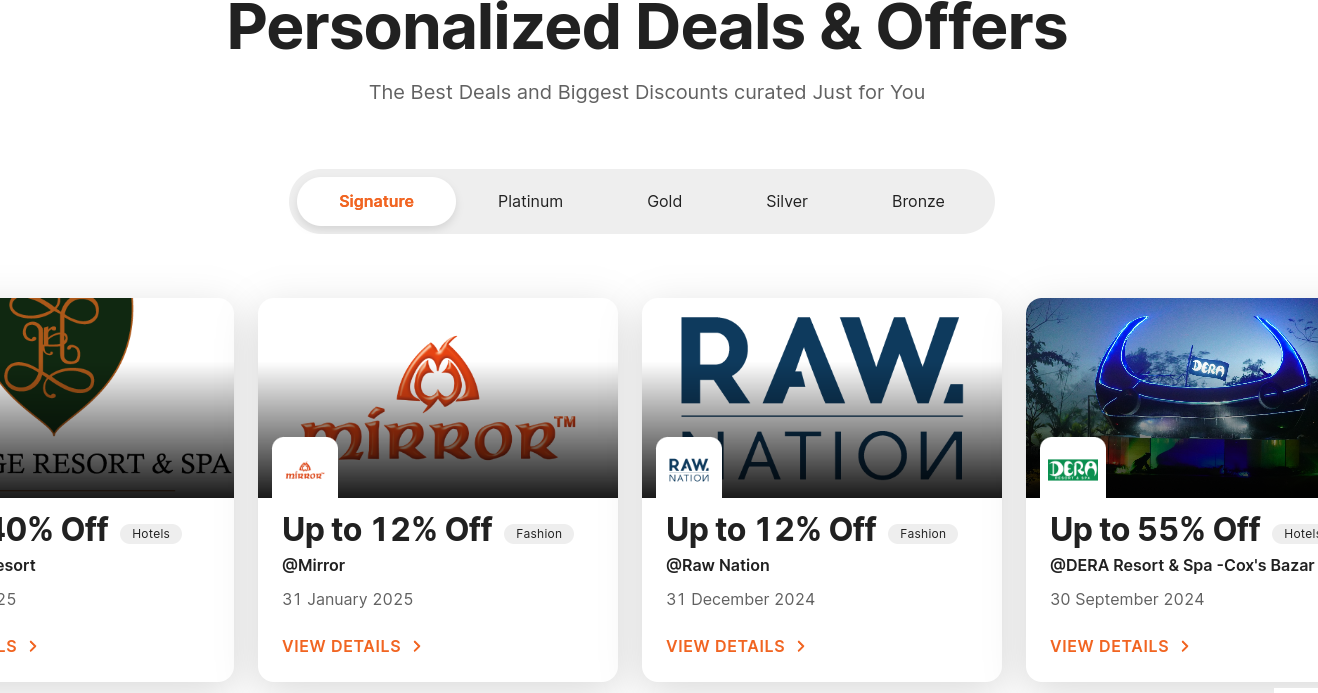 Personalized Deals & Offers
The Best Deals and Biggest Discounts curated Just for You
Signature
Platinum
Gold
Silver
Bronze
GE RESORT & SPA
40% Off
Hotels
esort
25
LS
mirror™
mirror™
Up to 12% Off
Fashion
@Mirror
31 January 2025
VIEW DETAILS
RAW.
NATION
RAW.
NATION
Up to 12% Off
Fashion
@Raw Nation
31 December 2024
VIEW DETAILS
DERA
DERA
RESORT & SPA
Up to 55% Off
Hotels
@DERA Resort & Spa -Cox's Bazar
30 September 2024
VIEW DETAILS